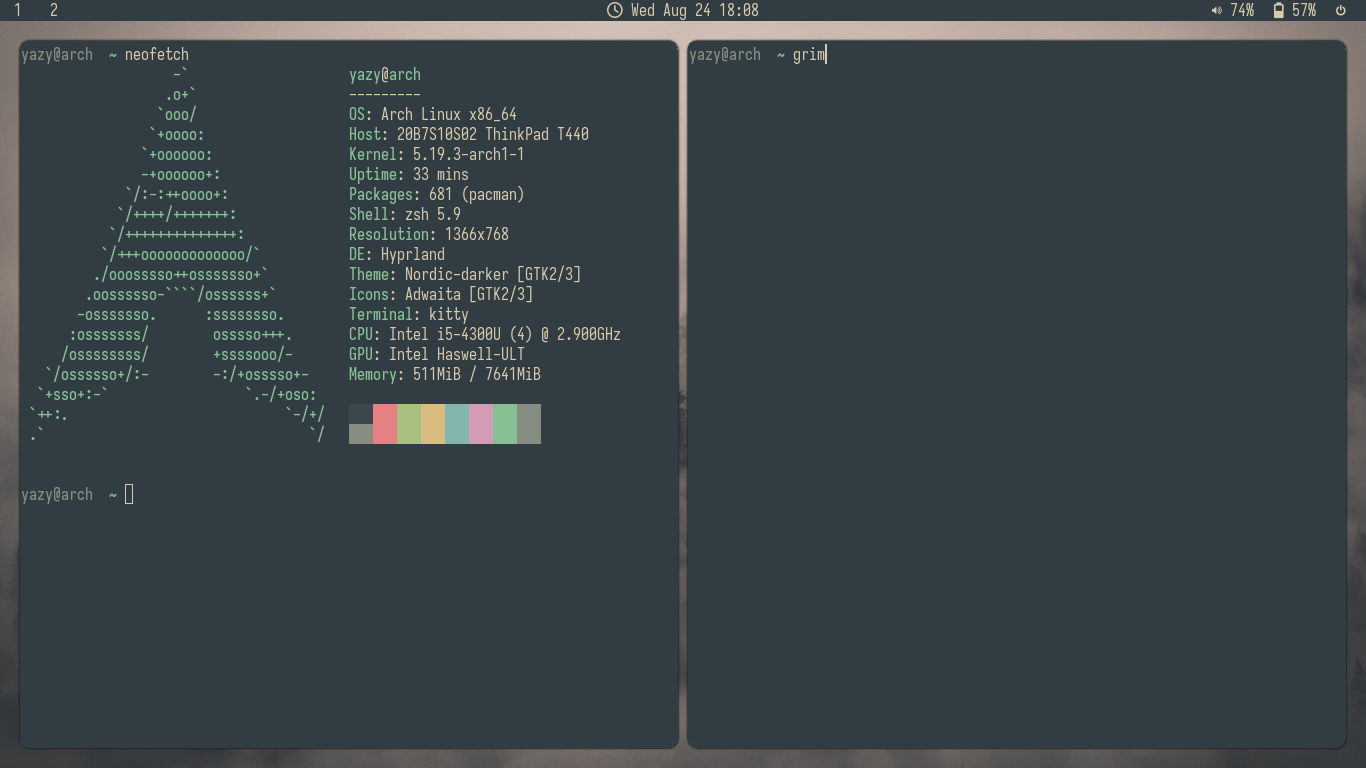 1 2 Wed Aug 24 18:08 74% 57%
yazy@arch ~ neofetch
                   -`
                  .o+`
                 `ooo/
                `+oooo:
               `+oooooo:
               -+oooooo+:
             `/:-:++oooo+:
            `/++++/+++++++:
           `/++++++++++++++:
          `/+++ooooooooooooo/`
         ./ooosssso++osssssso+`
        .oossssso-````/ossssss+`
       -osssssso.      :ssssssso.
      :osssssss/        osssso+++.
     /ossssssss/        +ssssooo/-
   `/ossssso+/:-        -:/+osssso+-
  `+sso+:-`                 `.-/+oso:
 `++:.                           `-/+/
 .`                                 `/
yazy@arch
---------
OS: Arch Linux x86_64
Host: 20B7S10S02 ThinkPad T440
Kernel: 5.19.3-arch1-1
Uptime: 33 mins
Packages: 681 (pacman)
Shell: zsh 5.9
Resolution: 1366x768
DE: Hyprland
Theme: Nordic-darker [GTK2/3]
Icons: Adwaita [GTK2/3]
Terminal: kitty
CPU: Intel i5-4300U (4) @ 2.900GHz
GPU: Intel Haswell-ULT
Memory: 511MiB / 7641MiB
yazy@arch ~
yazy@arch ~ grim